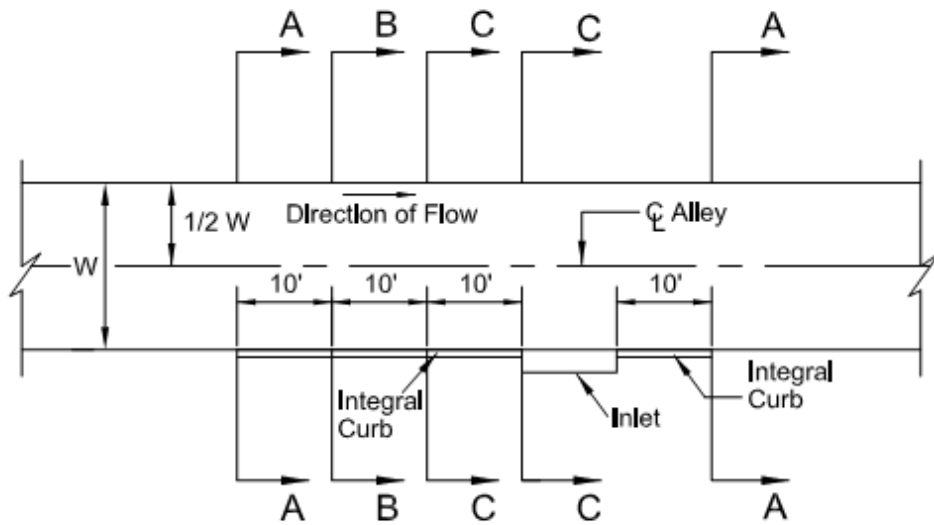 A B C C A
Direction of Flow
1/2 W
℄ Alley
W
10' 10' 10' 10'
Integral
Curb
Inlet
Integral
Curb
A B C C A